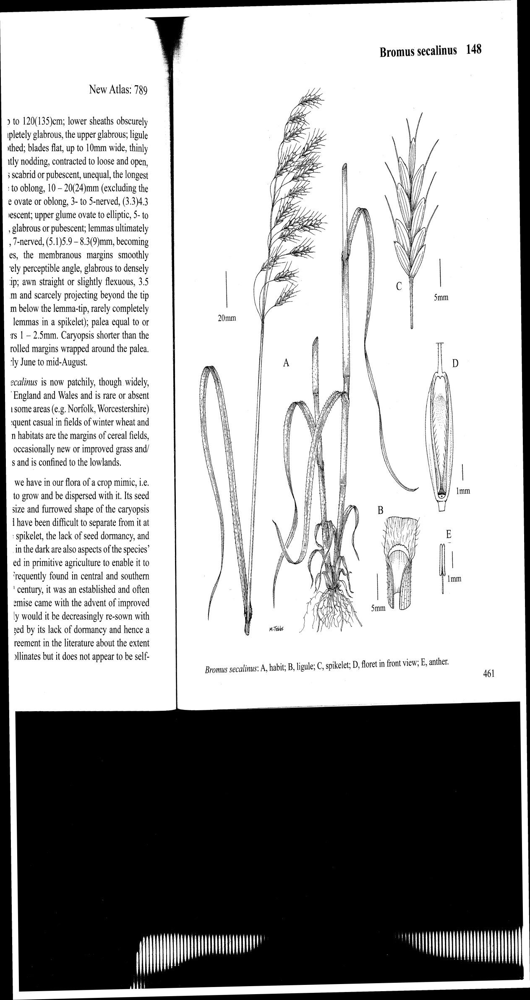 New Atlas: 789
to 120(135)cm; lower sheaths obscurely
glabrous, the upper glabrous; ligule
blades flat, up to 10mm wide, thinly
nodding, contracted to loose and open,
scabrid or pubescent, unequal, the longest
to oblong, 10 – 20(24)mm (excluding the
ovate or oblong, 3- to 5-nerved, (3.3)4.3
upper glume ovate to elliptic, 5- to
, glabrous or pubescent; lemmas ultimately
, 7-nerved, (5.1)5.9 – 8.3(9)mm, becoming
es, the membranous margins smoothly
perceptible angle, glabrous to densely
awn straight or slightly flexuous, 3.5
m and scarcely projecting beyond the tip
m below the lemma-tip, rarely completely
lemmas in a spikelet); palea equal to or
rs 1 – 2.5mm. Caryopsis shorter than the
rolled margins wrapped around the palea.
ly June to mid-August.
ecalinus is now patchily, though widely,
England and Wales and is rare or absent
some areas (e.g. Norfolk, Worcestershire)
quent casual in fields of winter wheat and
n habitats are the margins of cereal fields,
occasionally new or improved grass and/
s and is confined to the lowlands.
we have in our flora of a crop mimic, i.e.
to grow and be dispersed with it. Its seed
size and furrowed shape of the caryopsis
have been difficult to separate from it at
spikelet, the lack of seed dormancy, and
in the dark are also aspects of the species’
ed in primitive agriculture to enable it to
requently found in central and southern
century, it was an established and often
emise came with the advent of improved
ly would it be decreasingly re-sown with
ged by its lack of dormancy and hence a
reement in the literature about the extent
ollinates but it does not appear to be self-
Bromus secalinus 148
20mm
A
C
5mm
D
1mm
B
5mm
E
1mm
M.Tebbs
Bromus secalinus: A, habit; B, ligule; C, spikelet; D, floret in front view; E, anther.
461